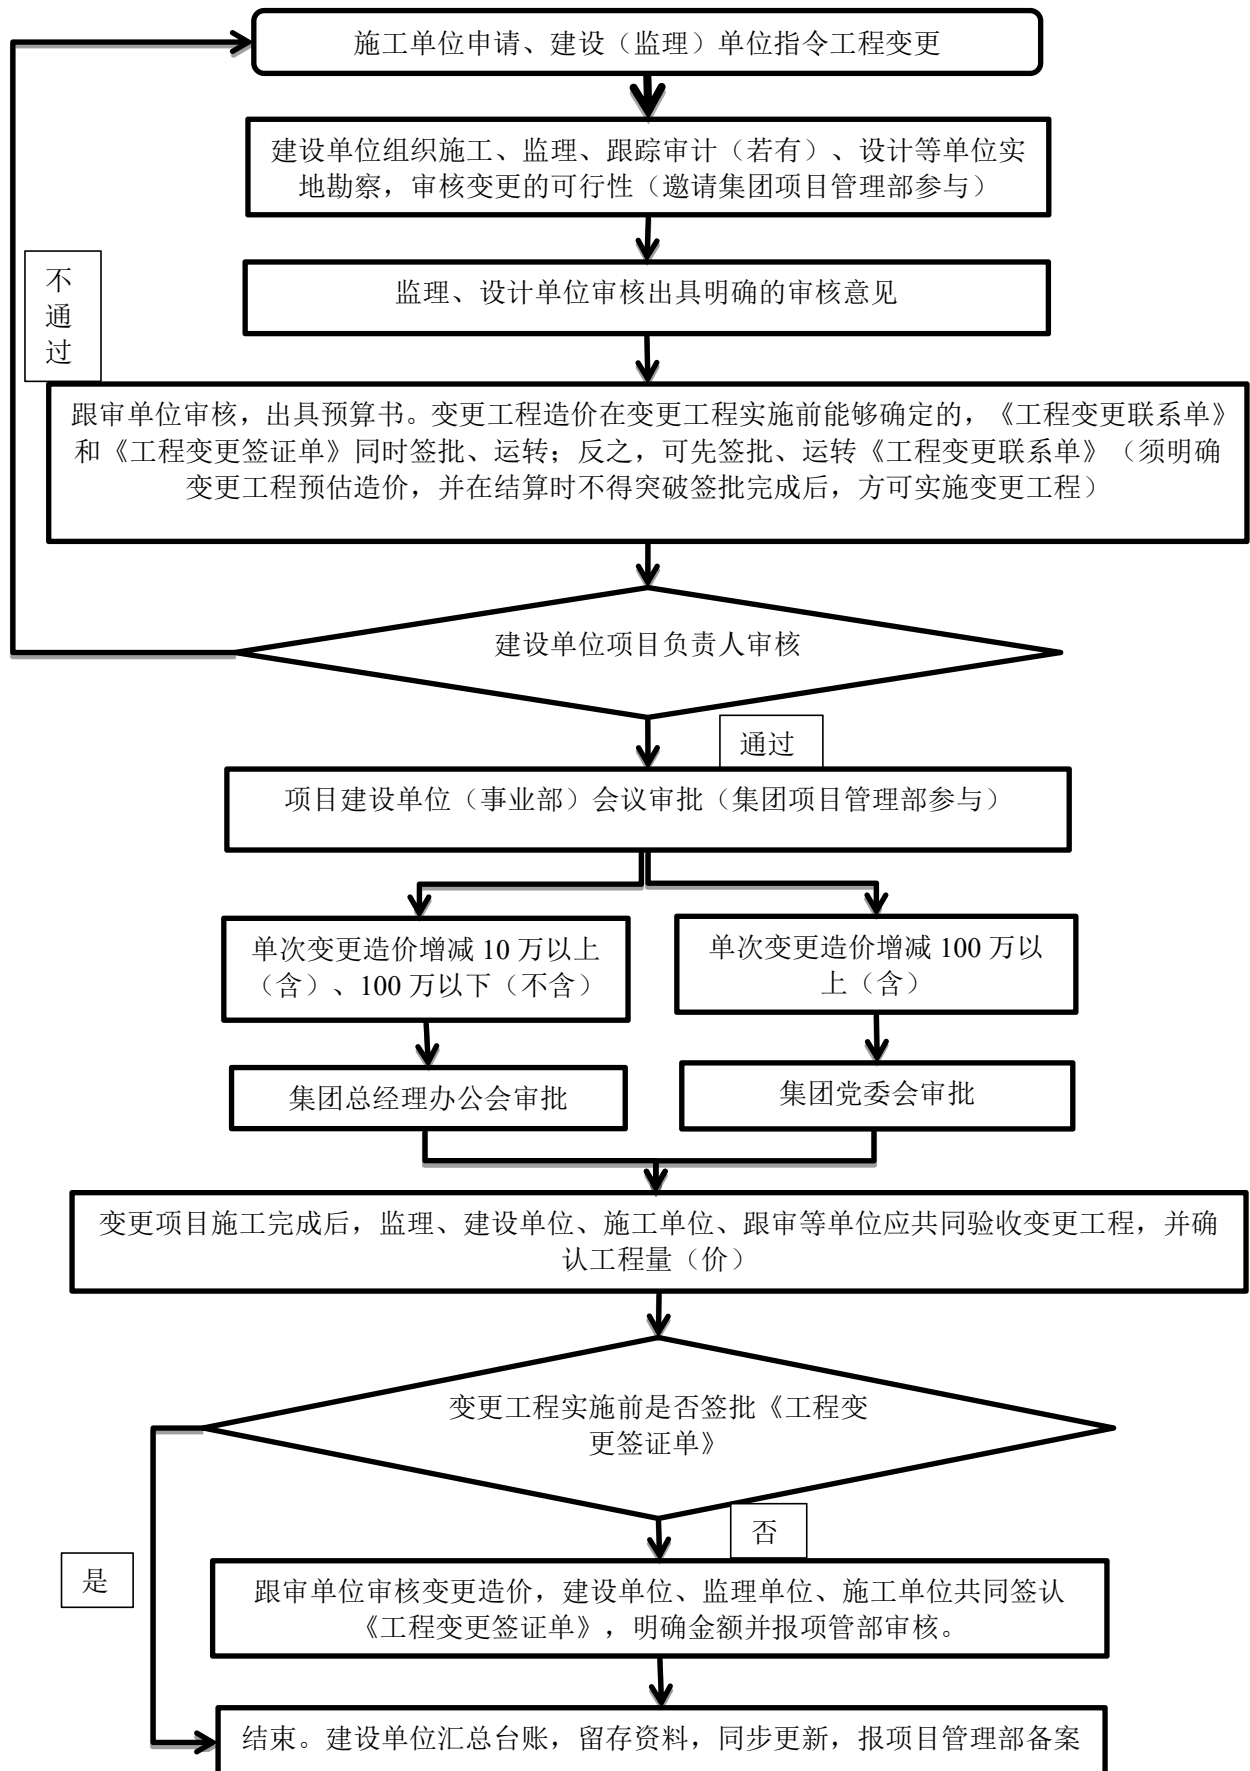 施工单位申请、建设（监理）单位指令工程变更
建设单位组织施工、监理、跟踪审计（若有）、设计等单位实
地勘察，审核变更的可行性（邀请集团项目管理部参与）
不
通
过
监理、设计单位审核出具明确的审核意见
跟审单位审核，出具预算书。变更工程造价在变更工程实施前能够确定的，《工程变更联系单》
和《工程变更签证单》同时签批、运转；反之，可先签批、运转《工程变更联系单》（须明确
变更工程预估造价，并在结算时不得突破签批完成后，方可实施变更工程）
建设单位项目负责人审核
通过
项目建设单位（事业部）会议审批（集团项目管理部参与）
单次变更造价增减 10 万以上
（含）、100 万以下（不含）
单次变更造价增减 100 万以
上（含）
集团总经理办公会审批
集团党委会审批
变更项目施工完成后，监理、建设单位、施工单位、跟审等单位应共同验收变更工程，并确
认工程量（价）
变更工程实施前是否签批《工程变
更签证单》
否
是
跟审单位审核变更造价，建设单位、监理单位、施工单位共同签认
《工程变更签证单》，明确金额并报项管部审核。
结束。建设单位汇总台账，留存资料，同步更新，报项目管理部备案